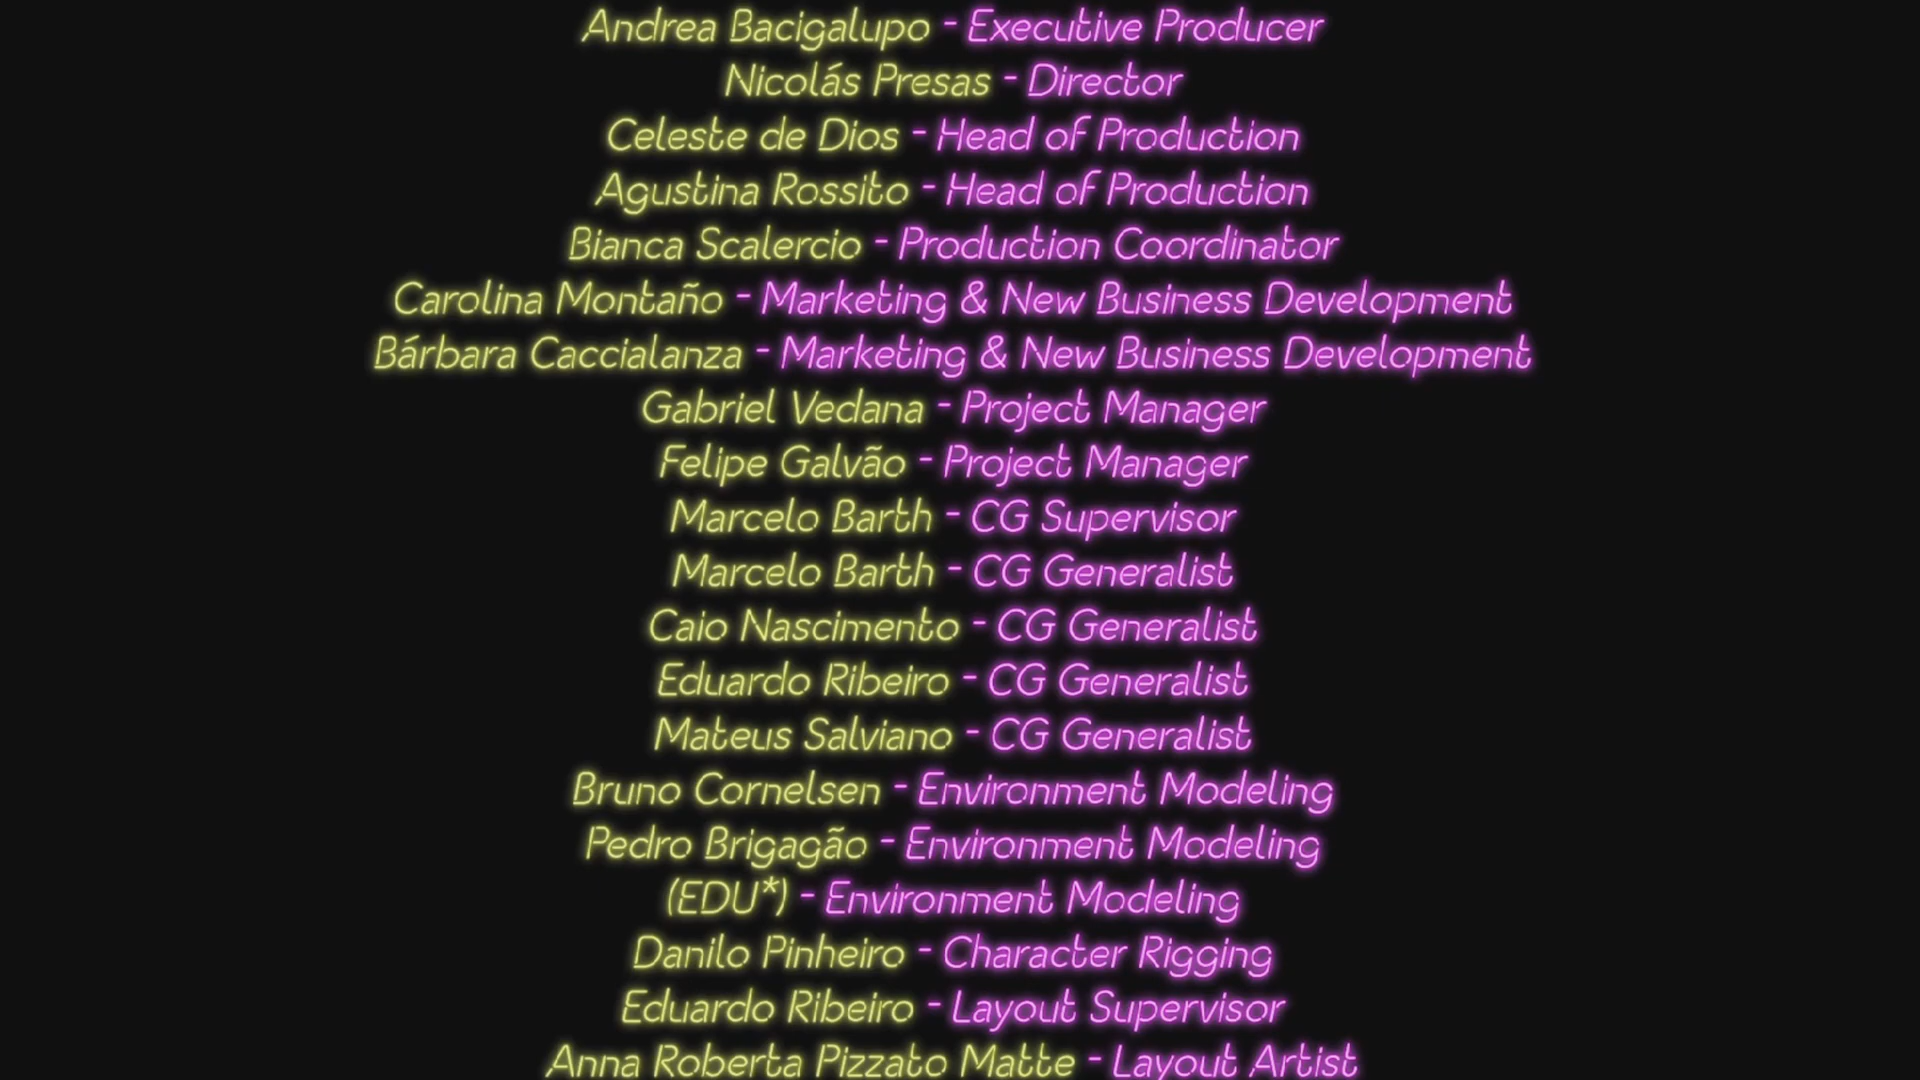 Andrea Bacigalupo - Executive Producer
Nicolás Presas - Director
Celeste de Dios - Head of Production
Agustina Rossito - Head of Production
Bianca Scalercio - Production Coordinator
Carolina Montaño - Marketing & New Business Development
Bárbara Caccialanza - Marketing & New Business Development
Gabriel Vedana - Project Manager
Felipe Galvão - Project Manager
Marcelo Barth - CG Supervisor
Marcelo Barth - CG Generalist
Caio Nascimento - CG Generalist
Eduardo Ribeiro - CG Generalist
Mateus Salviano - CG Generalist
Bruno Cornelsen - Environment Modeling
Pedro Brigagão - Environment Modeling
(EDU*) - Environment Modeling
Danilo Pinheiro - Character Rigging
Eduardo Ribeiro - Layout Supervisor
Anna Roberta Pizzato Matte - Layout Artist